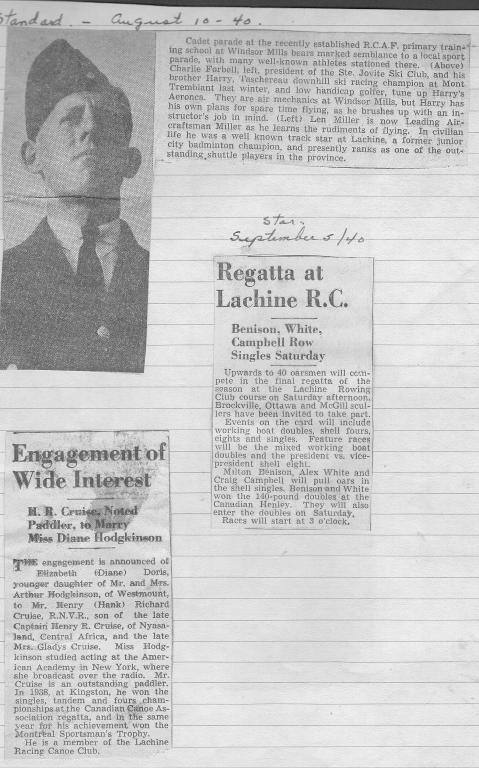 Standard. - August 10 - 40.
Cadet parade at the recently established R.C.A.F. primary train-
ing school at Windsor Mills bears marked semblance to a local sport
parade, with many well-known athletes stationed there. (Above)
Charlie Farbell, left, president of the Ste. Jovite Ski Club, and his
brother Harry, Taschereau downhill ski racing champion at Mont
Tremblant last winter, and low handicap golfer, tune up Harry's
Aeronca. They are air mechanics at Windsor Mills, but Harry has
his own plans for spare time flying, as he brushes up with an in-
structor's job in mind. (Left) Len Miller is now Leading Air-
craftsman Miller as he learns the rudiments of flying. In civilian
life he was a well known track star at Lachine, a former junior
city badminton champion, and presently ranks as one of the out-
standing shuttle players in the province.
Star.
September 5/40
Regatta at
Lachine R.C.
Benison, White,
Campbell Row
Singles Saturday
Upwards to 40 oarsmen will com-
pete in the final regatta of the
season at the Lachine Rowing
Club course on Saturday afternoon.
Brockville, Ottawa and McGill scul-
lers have been invited to take part.
Events on the card will include
working boat doubles, shell fours,
eights and singles. Feature races
will be the mixed working boat
doubles and the president vs. vice-
president shell eight.
Milton Benison, Alex White and
Craig Campbell will pull oars in
the shell singles. Benison and White
won the 140-pound doubles at the
Canadian Henley. They will also
enter the doubles on Saturday.
Races will start at 3 o'clock.
Engagement of
Wide Interest
H. R. Cruise, Noted
Paddler, to Marry
Miss Diane Hodgkinson
THE engagement is announced of
Elizabeth (Diane) Doris,
younger daughter of Mr. and Mrs.
Arthur Hodgkinson, of Westmount,
to Mr. Henry (Hank) Richard
Cruise, R.N.V.R., son of the late
Captain Henry R. Cruise, of Nyasa-
land, Central Africa, and the late
Mrs. Gladys Cruise. Miss Hodg-
kinson studied acting at the Amer-
ican Academy in New York, where
she broadcast over the radio. Mr.
Cruise is an outstanding paddler.
In 1938, at Kingston, he won the
singles, tandem and fours cham-
pionships at the Canadian Canoe As-
sociation regatta, and in the same
year for his achievement won the
Montreal Sportsman's Trophy.
He is a member of the Lachine
Racing Canoe Club.